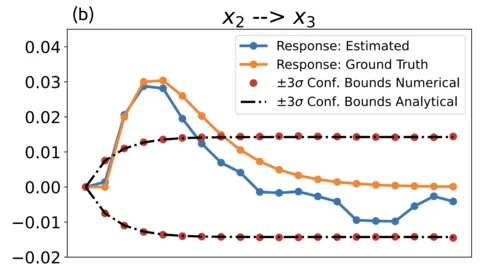 (b)
x₂ --> x₃
Response: Estimated
Response: Ground Truth
±3σ Conf. Bounds Numerical
±3σ Conf. Bounds Analytical
0.04
0.03
0.02
0.01
0.00
−0.01
−0.02